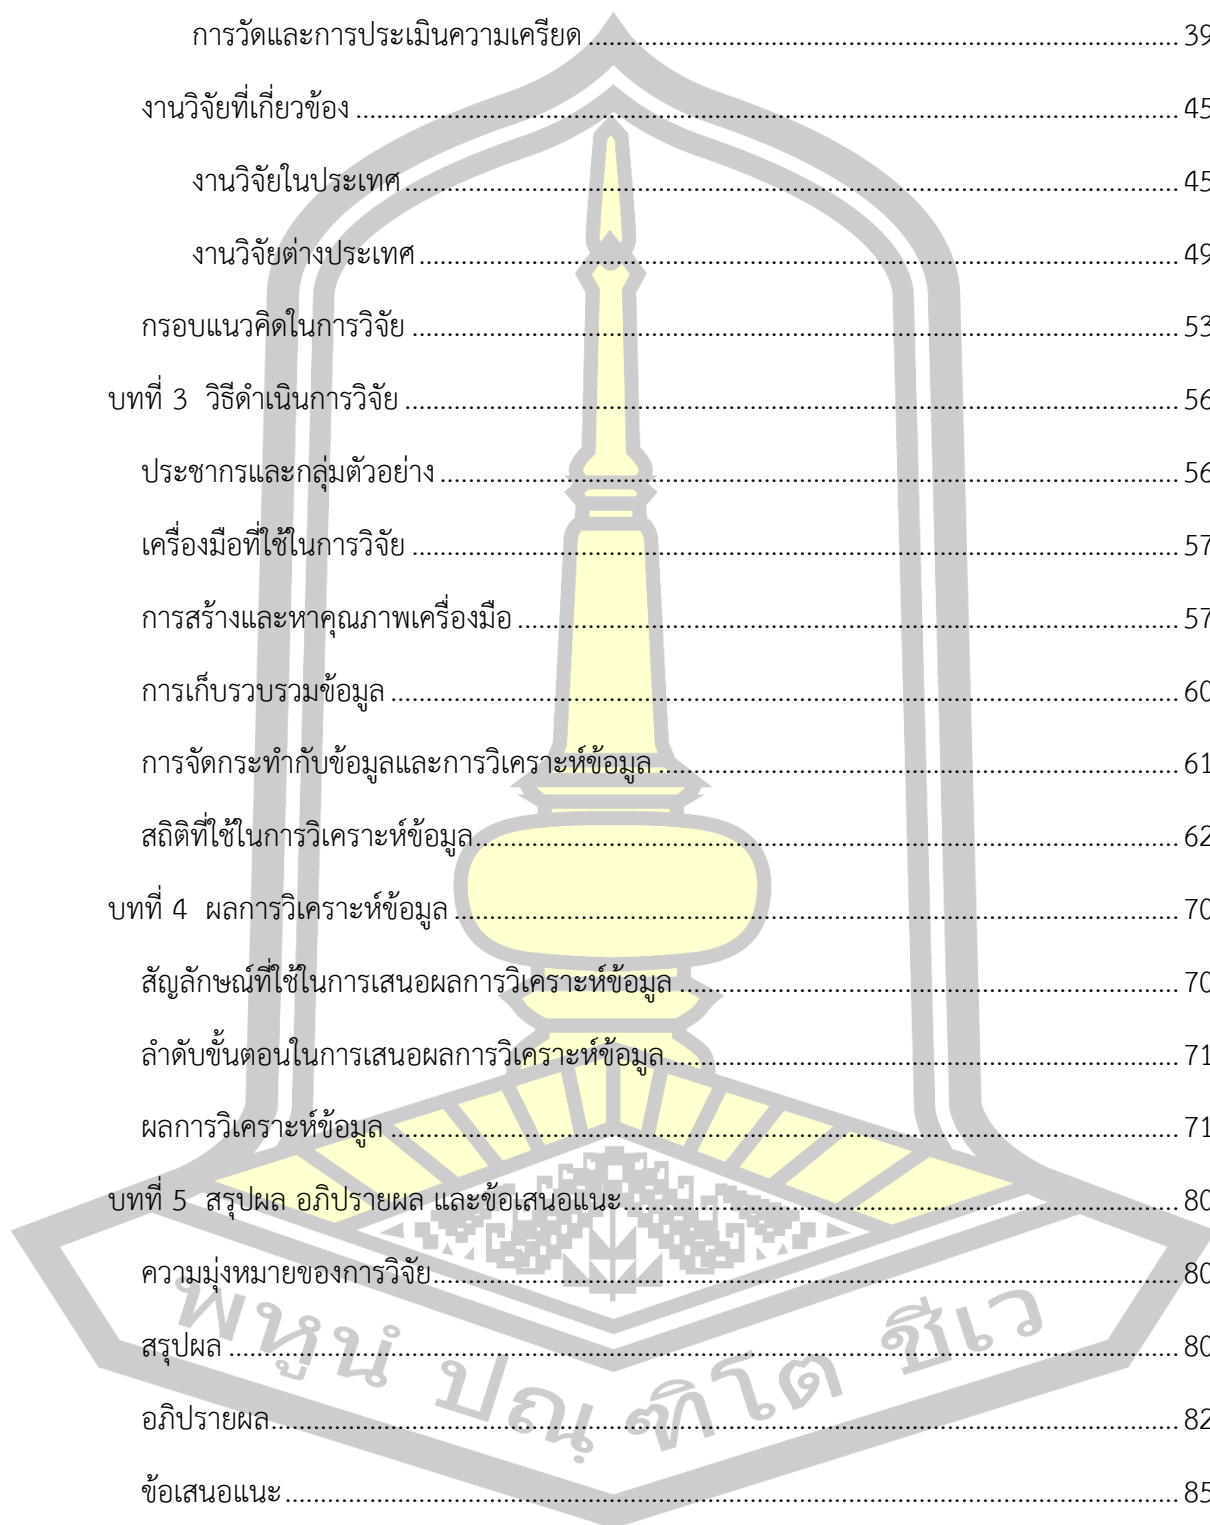 การวัดและการประเมินความเครียด ........ 39
งานวิจัยที่เกี่ยวข้อง ........ 45
งานวิจัยในประเทศ ........ 45
งานวิจัยต่างประเทศ ........ 49
กรอบแนวคิดในการวิจัย ........ 53
บทที่ 3 วิธีดำเนินการวิจัย ........ 56
ประชากรและกลุ่มตัวอย่าง ........ 56
เครื่องมือที่ใช้ในการวิจัย ........ 57
การสร้างและหาคุณภาพเครื่องมือ ........ 57
การเก็บรวบรวมข้อมูล ........ 60
การจัดกระทำกับข้อมูลและการวิเคราะห์ข้อมูล ........ 61
สถิติที่ใช้ในการวิเคราะห์ข้อมูล ........ 62
บทที่ 4 ผลการวิเคราะห์ข้อมูล ........ 70
สัญลักษณ์ที่ใช้ในการเสนอผลการวิเคราะห์ข้อมูล ........ 70
ลำดับขั้นตอนในการเสนอผลการวิเคราะห์ข้อมูล ........ 71
ผลการวิเคราะห์ข้อมูล ........ 71
บทที่ 5 สรุปผล อภิปรายผล และข้อเสนอแนะ ........ 80
ความมุ่งหมายของการวิจัย ........ 80
สรุปผล ........ 80
อภิปรายผล ........ 82
ข้อเสนอแนะ ........ 85
พหูนํ ปณฺฑิโต ชีเว